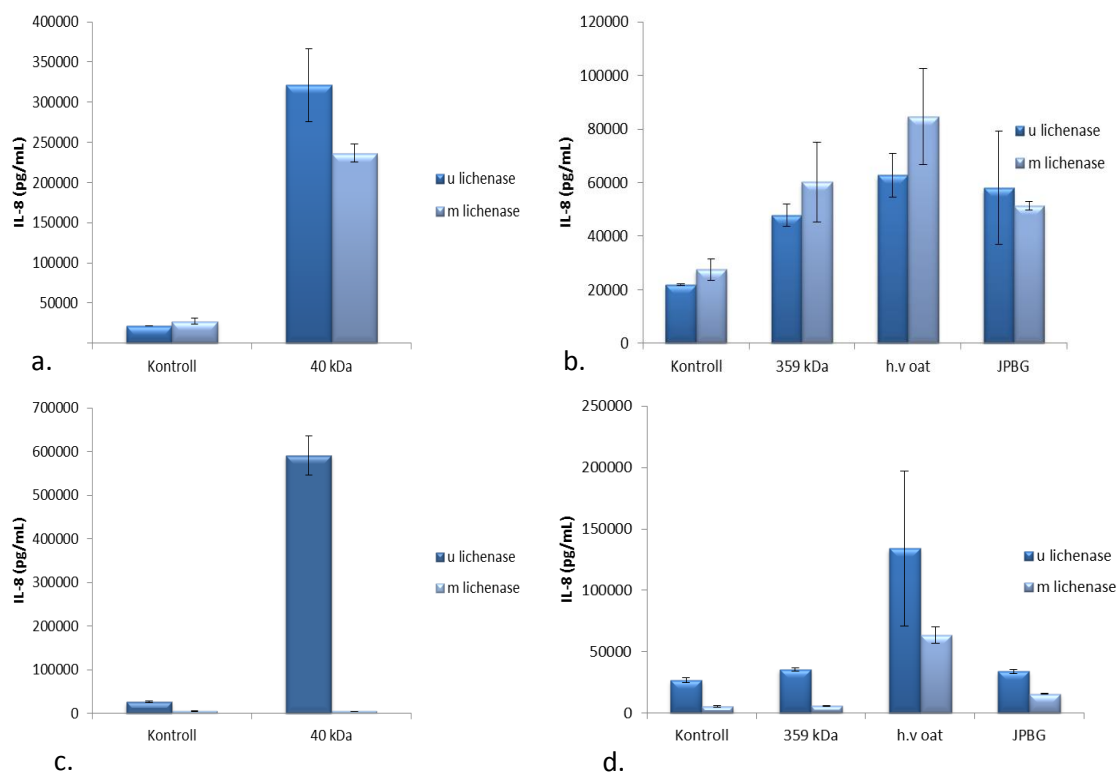 400000
350000
300000
250000
200000
150000
100000
50000
IL-8 (pg/mL)
u lichenase
m lichenase
Kontroll 40 kDa
a.
120000
100000
80000
60000
40000
20000
0
IL-8 (pg/mL)
u lichenase
m lichenase
Kontroll 359 kDa h.v oat JPBG
b.
700000
600000
500000
400000
300000
200000
100000
0
IL-8 (pg/mL)
u lichenase
m lichenase
Kontroll 40 kDa
c.
250000
200000
150000
100000
50000
0
IL-8 (pg/mL)
u lichenase
m lichenase
Kontroll 359 kDa h.v oat JPBG
d.